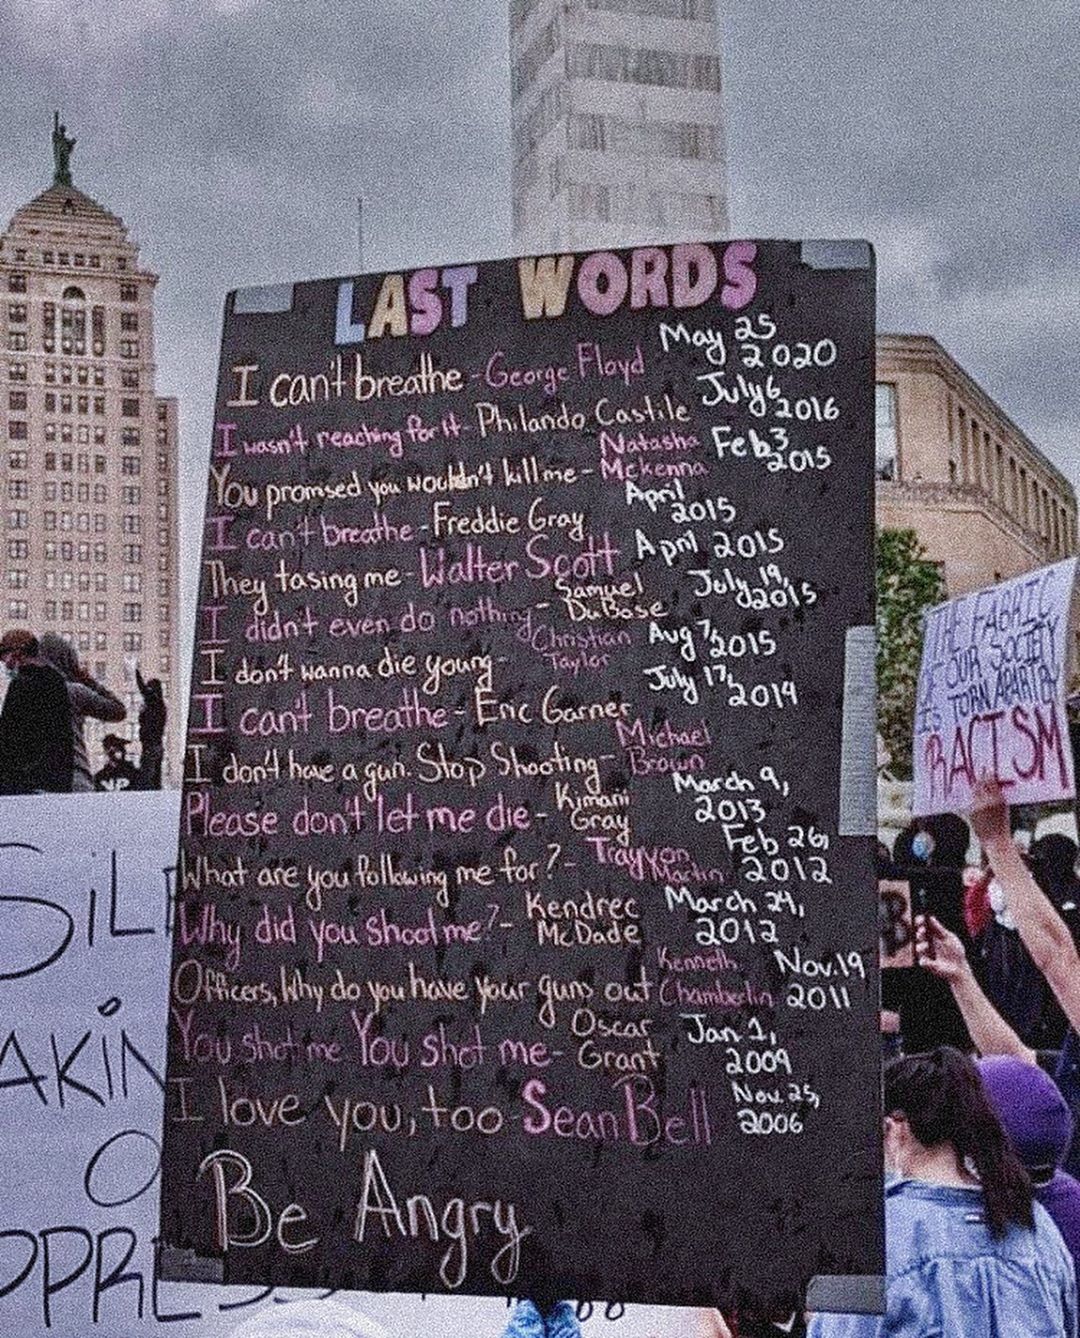 LAST WORDS
I can't breathe - George Floyd May 25 2020
I wasn't reaching for it - Philando Castile July 6 2016
You promised you wouldn't kill me - Natasha Mckenna Feb 3 2015
I can't breathe - Freddie Gray April 2015
They tasing me - Walter Scott April 2015
I didn't even do nothing - Samuel DuBose July 19, 2015
I don't wanna die young - Christian Taylor Aug 7, 2015
I can't breathe - Eric Garner July 17, 2014
I don't have a gun. Stop Shooting - Michael Brown
Please don't let me die - Kimani Gray March 9, 2013
What are you following me for? - Trayvon Martin Feb 26, 2012
Why did you shoot me? - Kendrec McDade March 24, 2012
Officers, Why do you have your guns out Kenneth Chamberlin Nov. 19 2011
You shot me You shot me - Oscar Grant Jan 1, 2009
I love you, too - Sean Bell Nov. 25, 2006
Be Angry
THE FABRIC
OF OUR SOCIETY
IS TORN APART BY
RACISM
SiL
AKiN
O
PPRESS